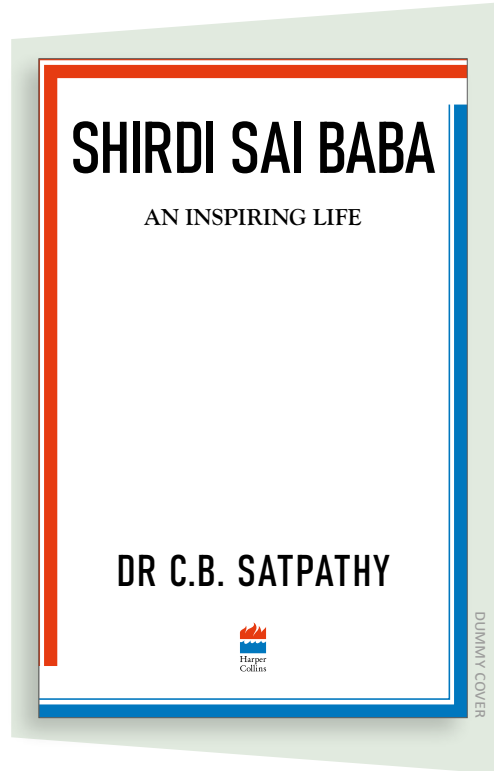 SHIRDI SAI BABA
AN INSPIRING LIFE
DR C.B. SATPATHY
Harper
Collins
DUMMY COVER